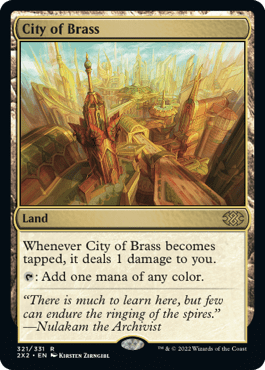 City of Brass
Land
Whenever City of Brass becomes
tapped, it deals 1 damage to you.
: Add one mana of any color.
“There is much to learn here, but few
can endure the ringing of the spires.”
—Nulakam the Archivist
321/331 R
2X2 • EN KIRSTEN ZIRNGIBL
™ & © 2022 Wizards of the Coast